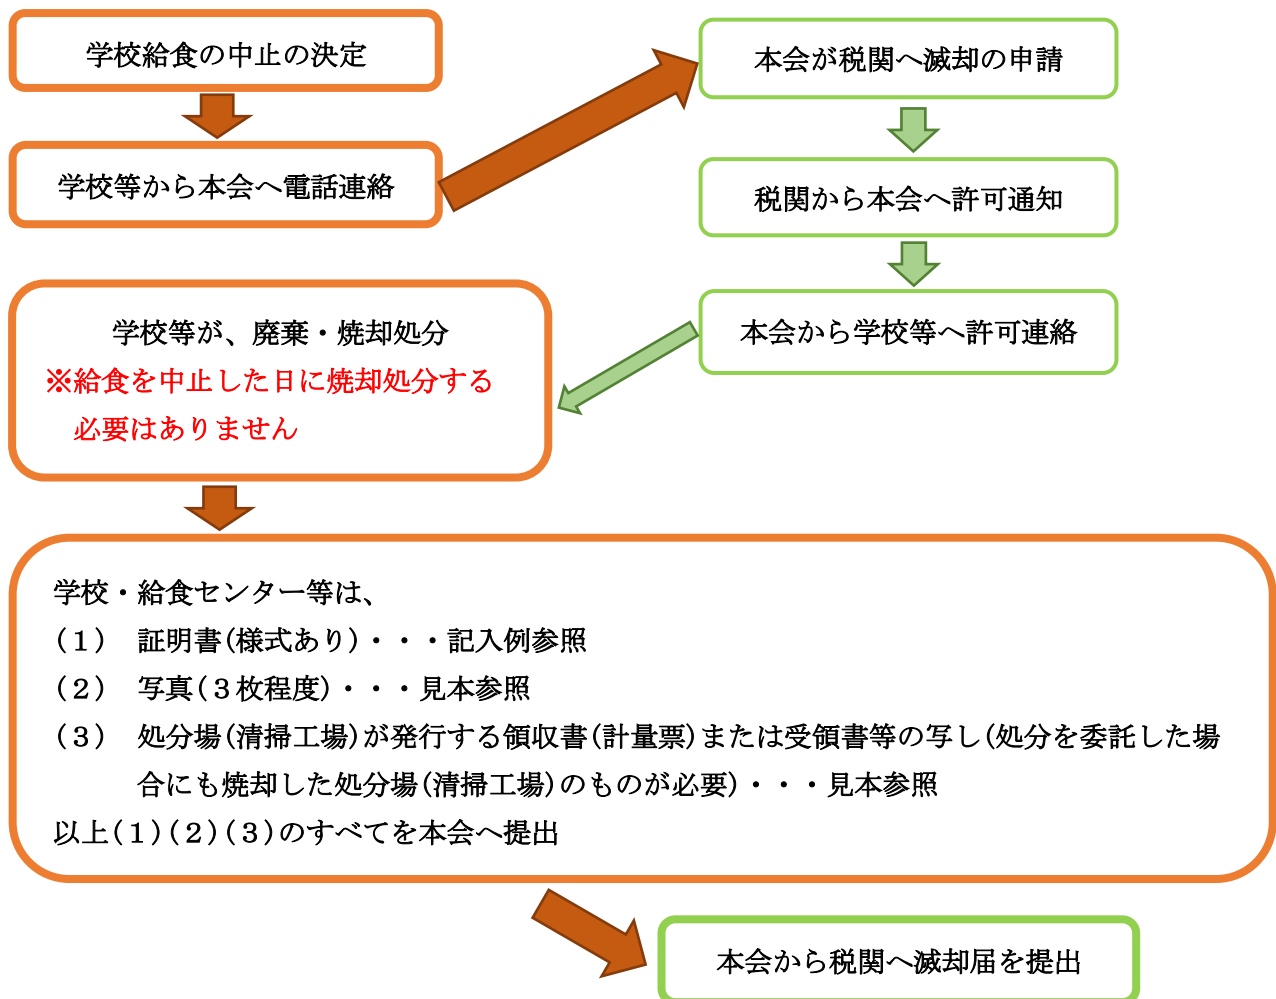 学校給食の中止の決定
学校等から本会へ電話連絡
本会が税関へ滅却の申請
税関から本会へ許可通知
本会から学校等へ許可連絡
学校等が、廃棄・焼却処分
※給食を中止した日に焼却処分する
必要はありません
学校・給食センター等は、
(１) 証明書(様式あり)・・・記入例参照
(２) 写真(３枚程度)・・・見本参照
(３) 処分場(清掃工場)が発行する領収書(計量票)または受領書等の写し(処分を委託した場
合にも焼却した処分場(清掃工場)のものが必要)・・・見本参照
以上(１)(２)(３)のすべてを本会へ提出
本会から税関へ滅却届を提出